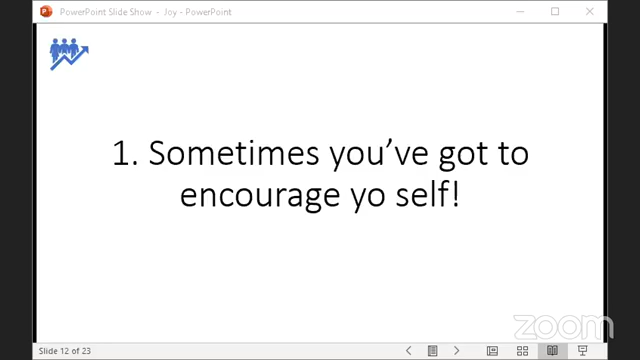 PowerPoint Slide Show - Joy - PowerPoint
1. Sometimes you've got to
encourage yo self!
zoom
Slide 12 of 23